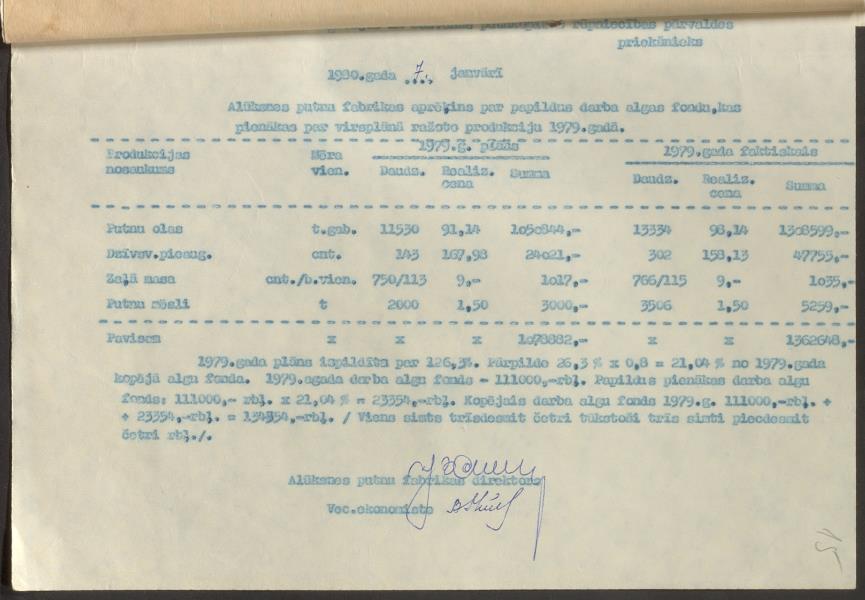 rūpniecības pārvaldes
priekšnieks
1980.gada 7. janvārī
Alūksnes putnu fabrikas aprēķins par papildus darba algas fondu,kas
pienākas par virsplānā ražoto produkciju 1979.gadā.
Produkcijas nosaukums Mēra vien. 1979.g. plāns 1979.gada faktiskais
Daudz. Realiz. cena Summa Daudz. Realiz. cena Summa
Putnu olas t.gab. 11530 91,14 1050844,- 13334 98,14 1308599,-
Dzīvsv.pieaug. cnt. 143 167,98 24021,- 302 158,13 47755,-
Zaļā masa cnt./b.vien. 750/113 9,- 1017,- 766/115 9,- 1035,-
Putnu mēsli t 2000 1,50 3000,- 3506 1,50 5259,-
Pavisam x x x 1078882,- x x 1362648,-
1979.gada plāns izpildīts par 126,3%. Pārpilde 26,3 % x 0,8 = 21,04 % no 1979.gada
kopējā algu fonda. 1979.agada darba algu fonds - 111000,-rbļ. Papildus pienākas darba algu
fonds: 111000,- rbļ. x 21,04 % = 23354,-rbļ. Kopējais darba algu fonds 1979.g. 111000,-rbļ. +
+ 23354,-rbļ. = 134354,-rbļ. / Viens simts trīsdesmit četri tūkstoši trīs simti piecdesmit
četri rbļ./.
Alūksnes putnu fabrikas direktors
Vec.ekonomists